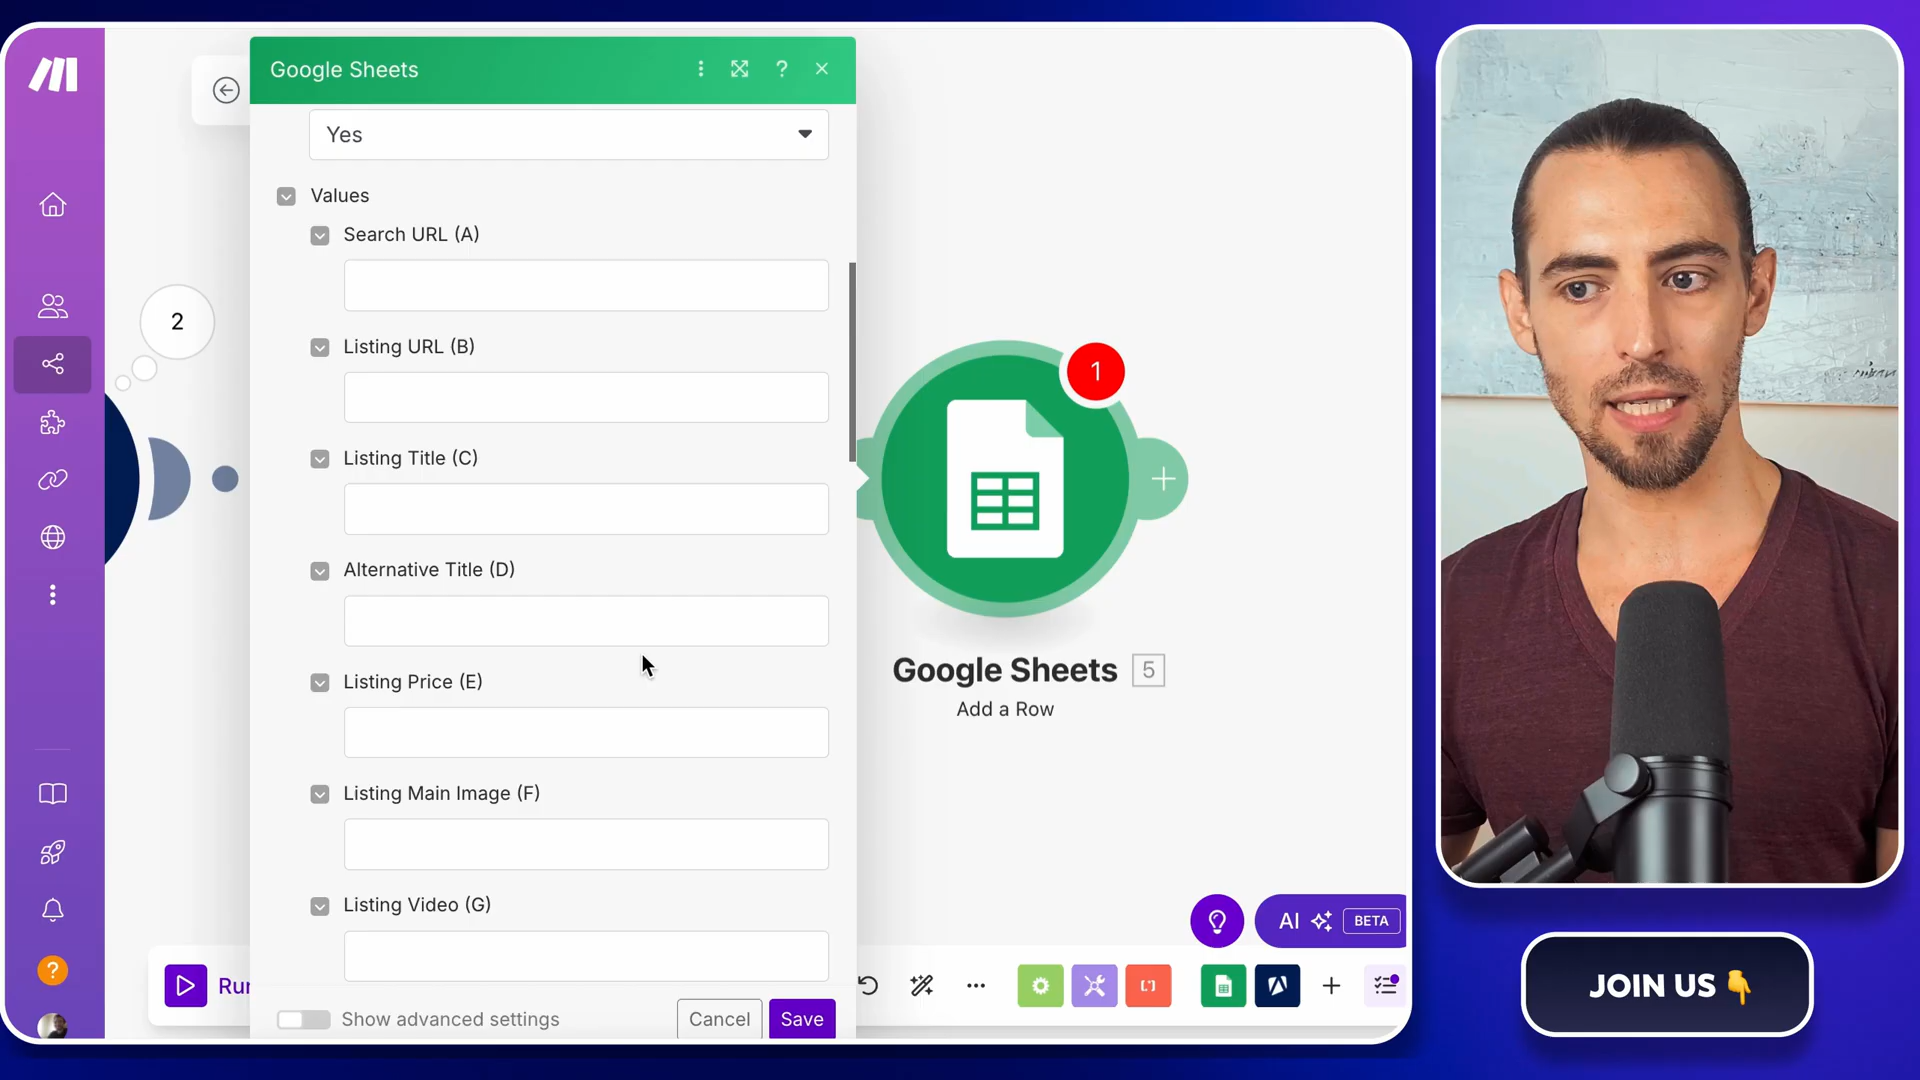 Google Sheets
?
Yes
Values
Search URL (A)
2
Listing URL (B)
1
Listing Title (C)
Alternative Title (D)
Google Sheets 5
Listing Price (E)
Add a Row
Listing Main Image (F)
Listing Video (G)
AI BETA
?
Run
JOIN US 👇
Show advanced settings
Cancel
Save